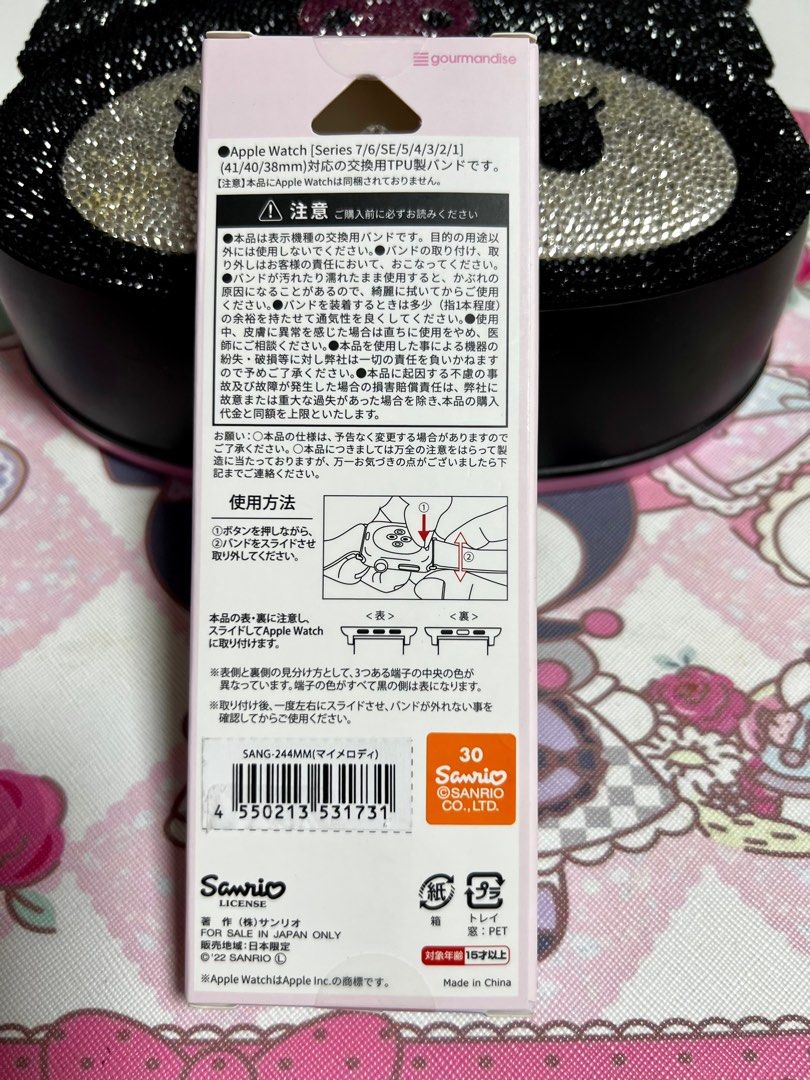 gourmandise
●Apple Watch [Series 7/6/SE/5/4/3/2/1]
(41/40/38mm)対応の交換用TPU製バンドです。
【注意】本品にApple Watchは同梱されておりません。
注意 ご購入前に必ずお読みください
●本品は表示機種の交換用バンドです。目的の用途以
外には使用しないでください。●バンドの取り付け、取
り外しはお客様の責任において、おこなってください。
●バンドが汚れたり濡れたまま使用すると、かぶれの
原因になることがあるので、綺麗に拭いてからご使用
ください。●バンドを装着するときは多少（指1本程度）
の余裕を持たせて通気性を良くしてください。●使用
中、皮膚に異常を感じた場合は直ちに使用をやめ、医
師にご相談ください。●本品を使用した事による機器の
紛失・破損等に対し弊社は一切の責任を負いかねます
ので予めご了承ください。●本品に起因する不慮の事
故及び故障が発生した場合の損害賠償責任は、弊社に
故意または重大な過失があった場合を除き、本品の購入
代金と同額を上限といたします。
お願い：○本品の仕様は、予告なく変更する場合がありますので
ご了承ください。○本品につきましては万全の注意をはらって製
造に当たっておりますが、万一お気づきの点がございましたら下
記までご連絡ください。
使用方法
①ボタンを押しながら、
②バンドをスライドさせ
取り外してください。
①
②
本品の表・裏に注意し、
スライドしてApple Watch
に取り付けます。
<表> <裏>
※表側と裏側の見分け方として、3つある端子の中央の色が
異なっています。端子の色がすべて黒の側は表になります。
※取り付け後、一度左右にスライドさせ、バンドが外れない事を
確認してからご使用ください。
SANG-244MM(マイメロディ)
4 550213 531731
30
Sanrio
©SANRIO
CO., LTD.
Sanrio
LICENSE
著 作 (株)サンリオ
FOR SALE IN JAPAN ONLY
販売地域：日本限定
©'22 SANRIO Ⓛ
紙
箱
プラ
トレイ
窓：PET
対象年齢 15才以上
※Apple WatchはApple Inc.の商標です。
Made in China